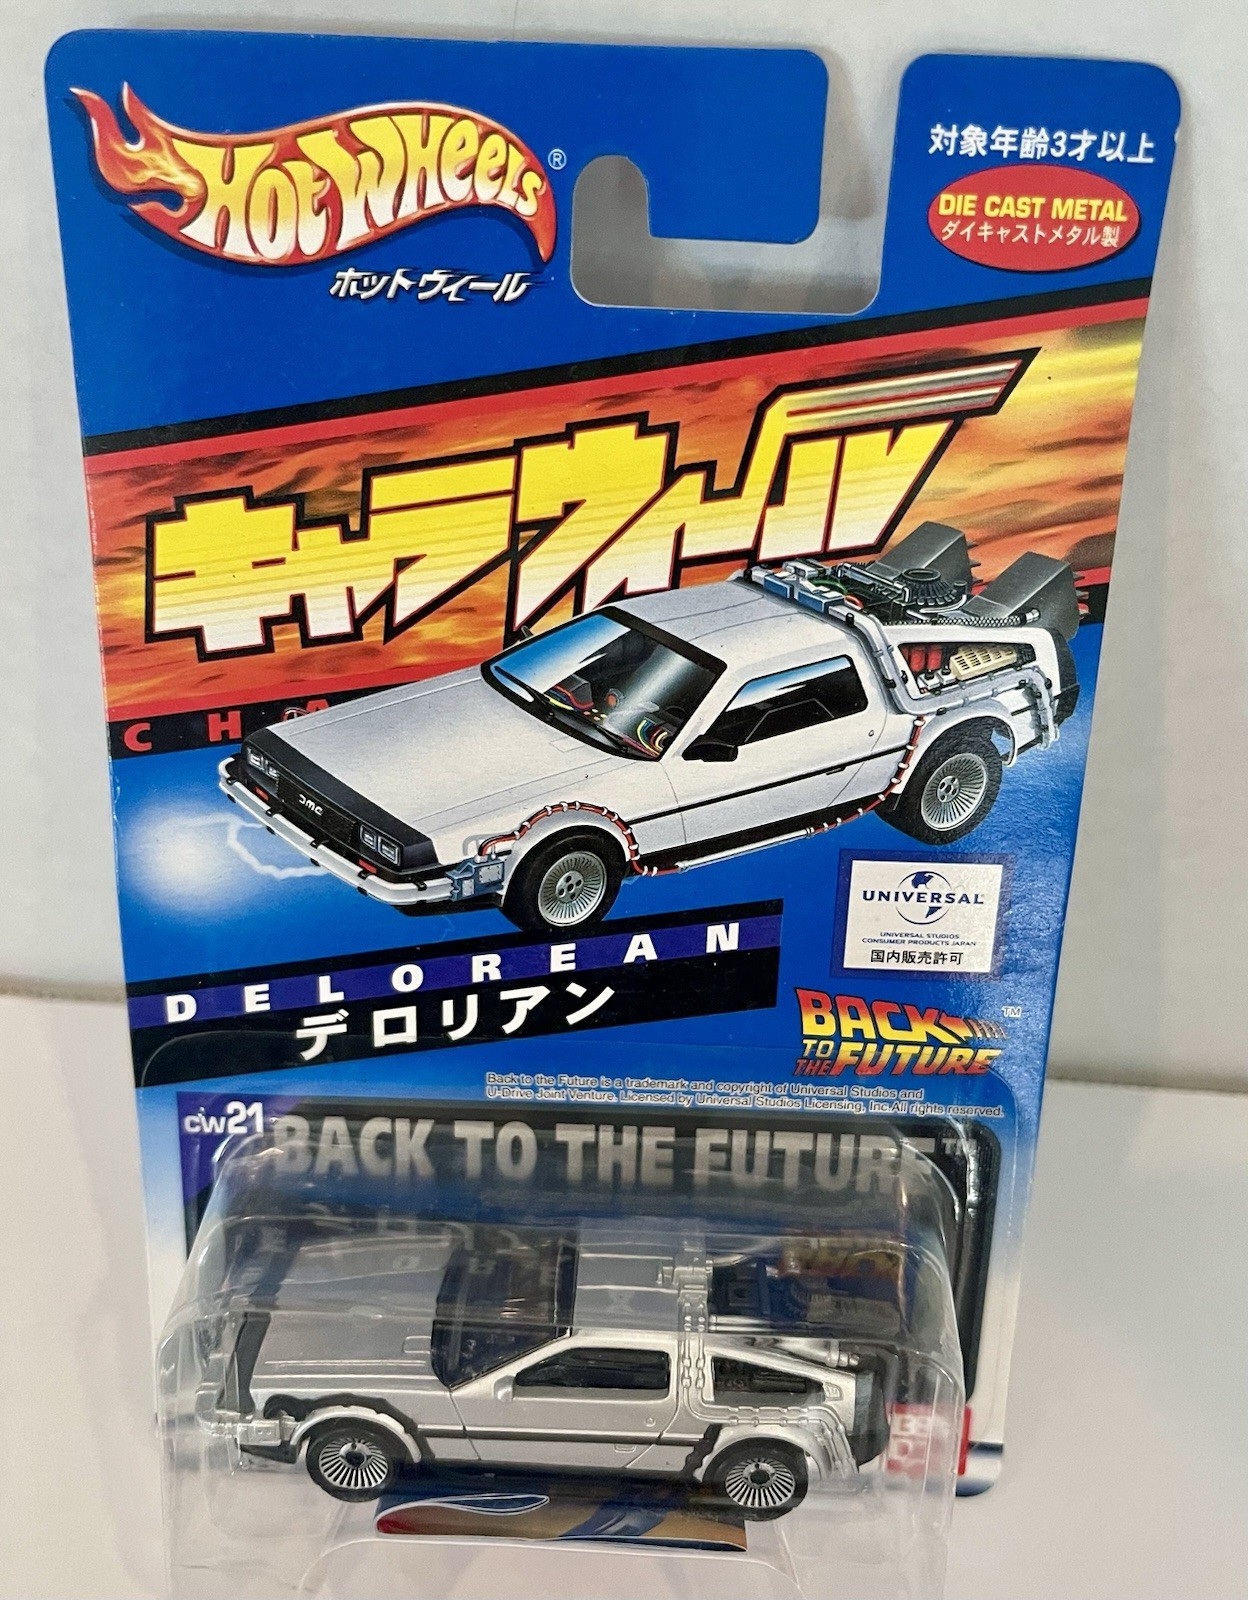 HOT WHEELS®
ホットウィール
対象年齢3才以上
DIE CAST METAL
ダイキャストメタル製
キャラウィール
CHA
DMC
UNIVERSAL
UNIVERSAL STUDIOS
CONSUMER PRODUCTS JAPAN
国内販売許可
DELOREAN
デロリアン
BACK TO THE FUTURE™
Back to the Future is a trademark and copyright of Universal Studios and
U-Drive Joint Venture. Licensed by Universal Studios Licensing, Inc. All rights reserved.
CW21
BACK TO THE FUTURE™